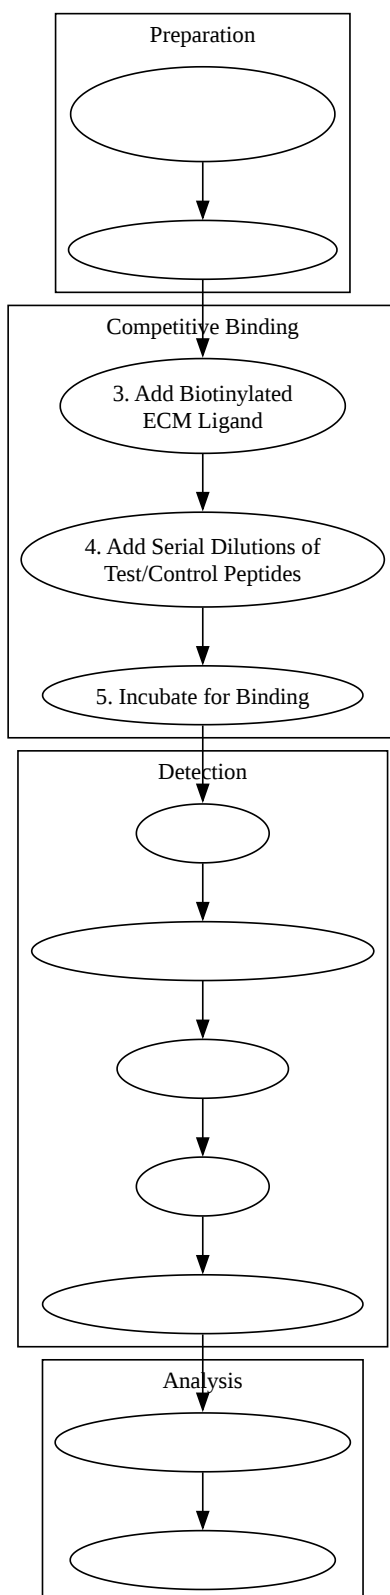 Preparation
Competitive Binding
3. Add Biotinylated
ECM Ligand
4. Add Serial Dilutions of
Test/Control Peptides
5. Incubate for Binding
Detection
Analysis